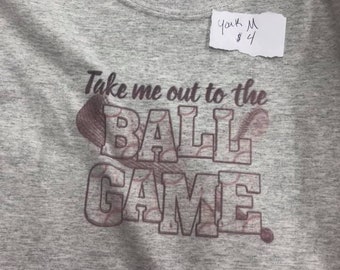 youth M
$4
Take me out to the
BALL
GAME.